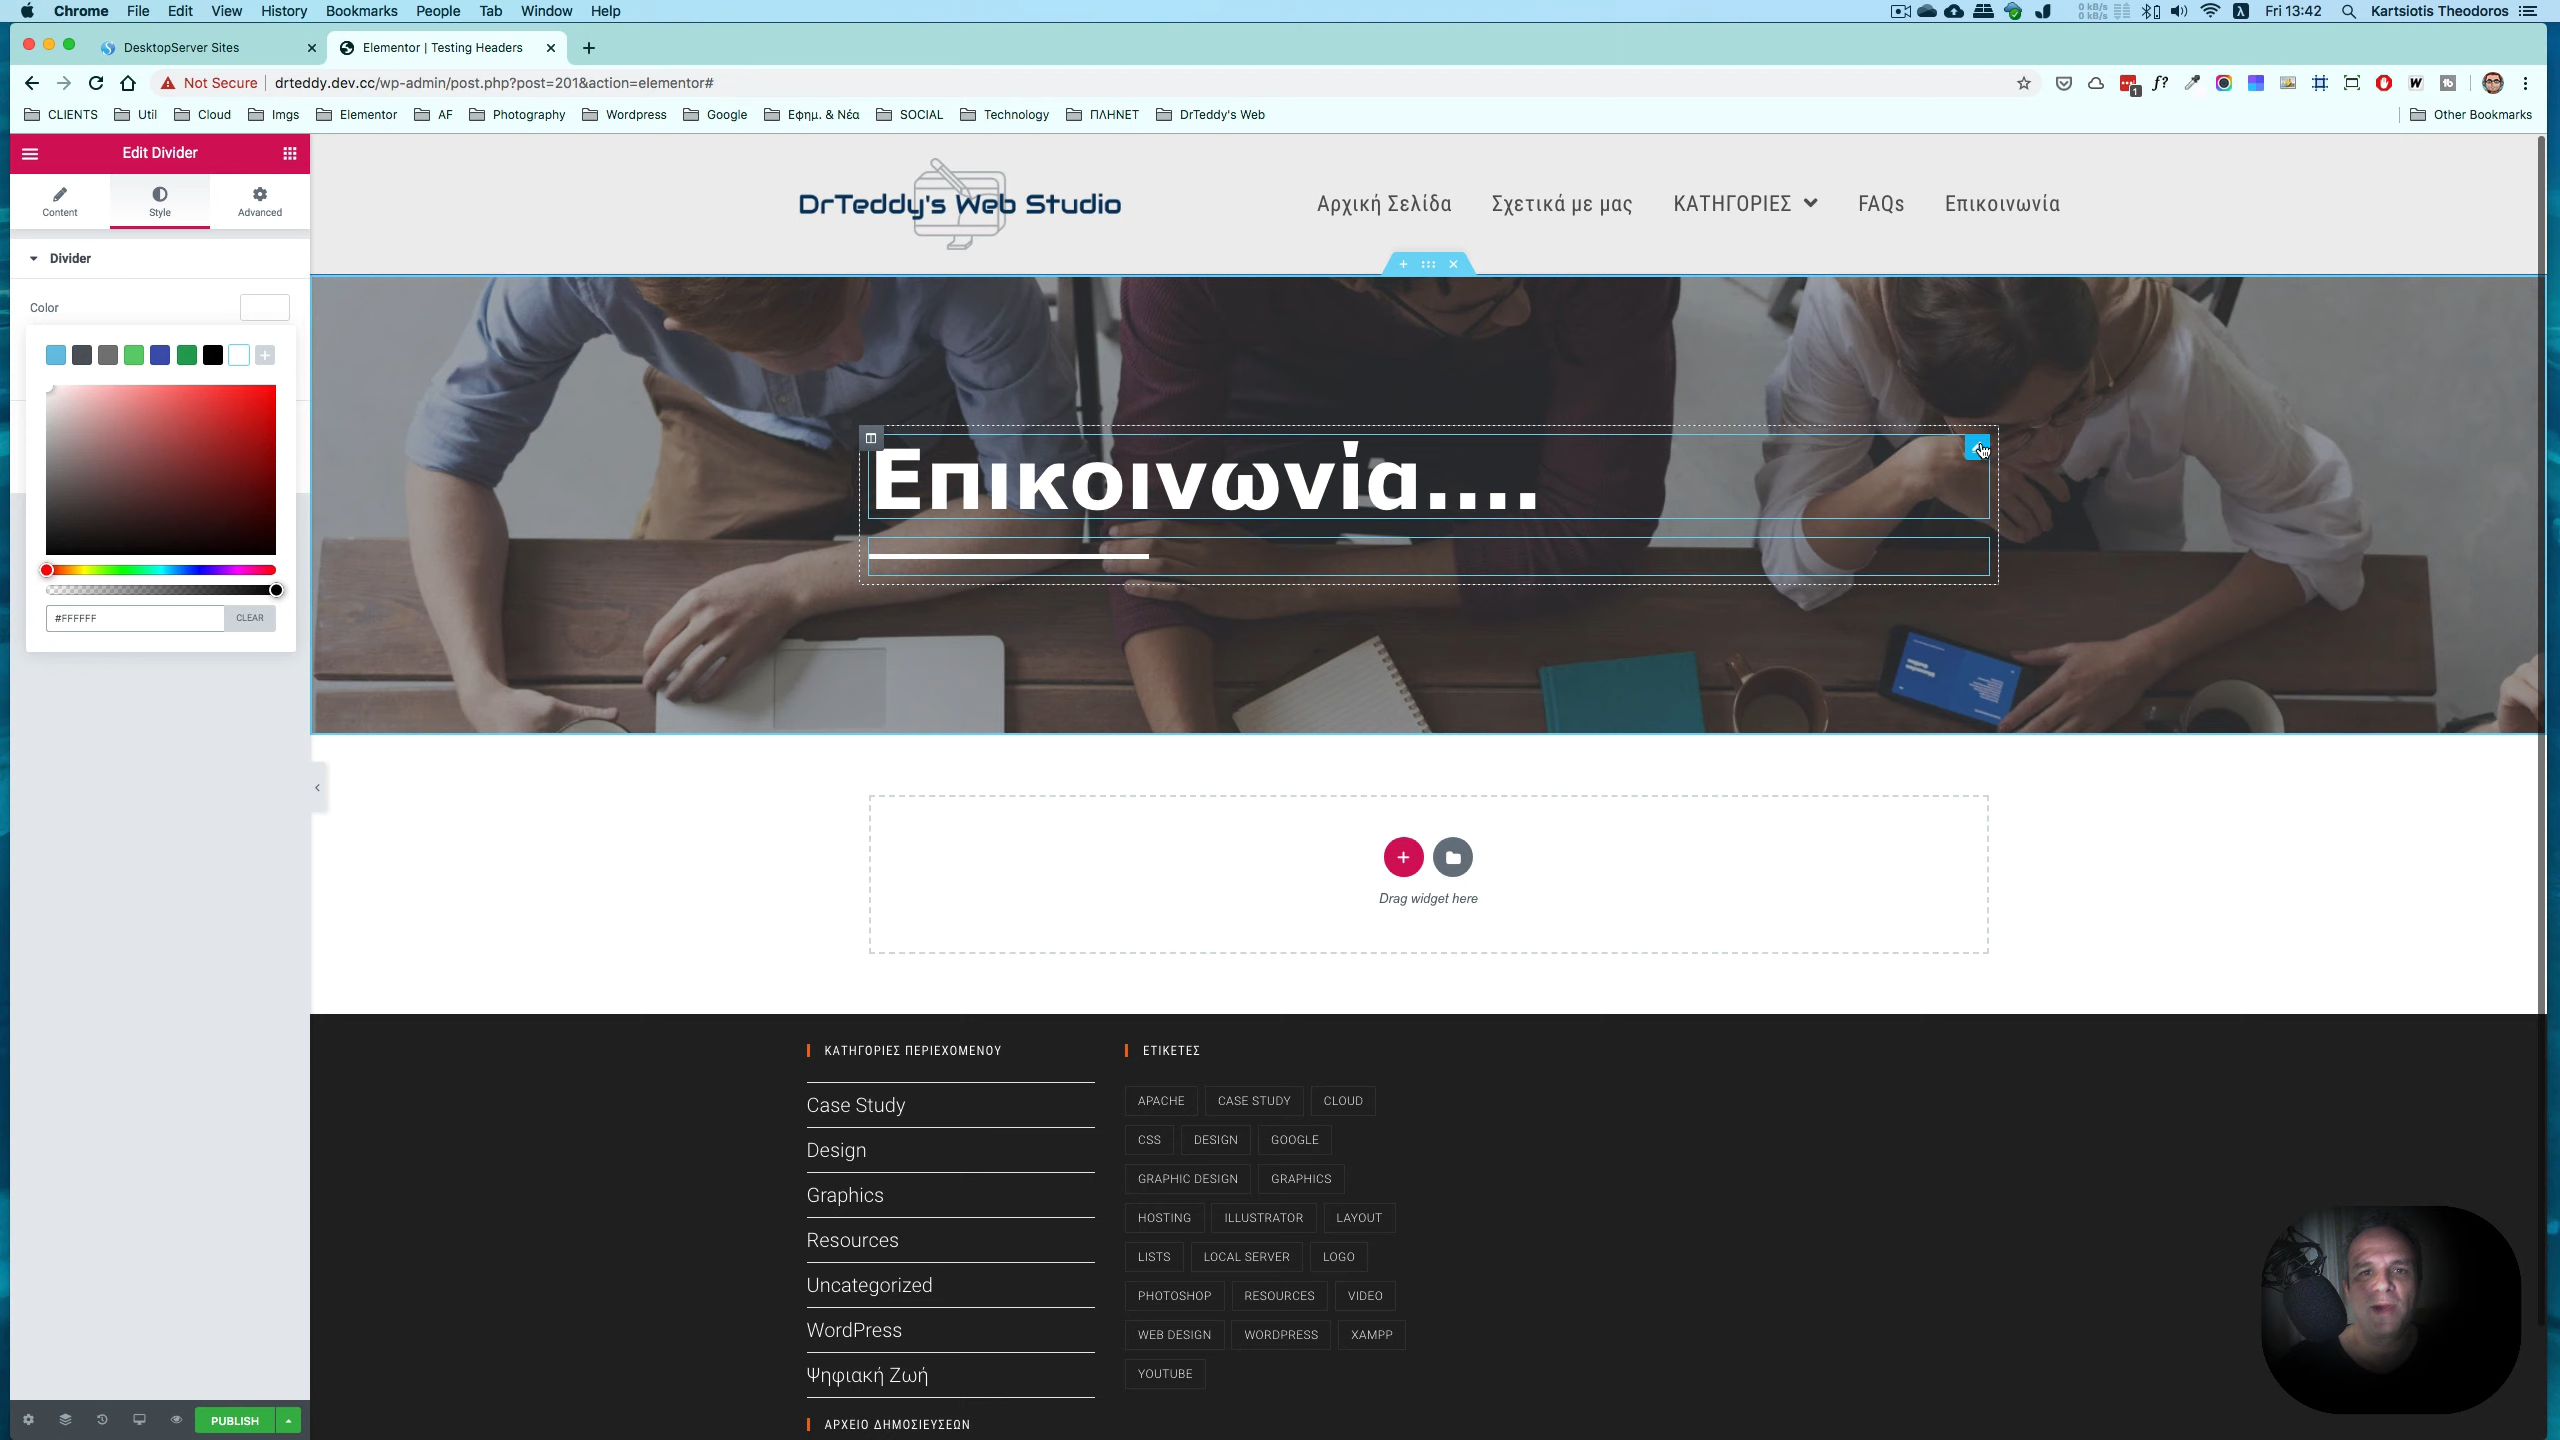 Chrome File Edit View History Bookmarks People Tab Window Help
0 kB/s
0 kB/s
Fri 13:42 Kartsiotis Theodoros
DesktopServer Sites
Elementor | Testing Headers
Not Secure drteddy.dev.cc/wp-admin/post.php?post=201&action=elementor#
1
f?
CLIENTS Util Cloud Imgs Elementor AF Photography Wordpress Google Εφημ. & Νέα SOCIAL Technology ΠΛΗΝΕΤ DrTeddy's Web Other Bookmarks
Edit Divider
Content Style Advanced
Divider
Color
#FFFFFF CLEAR
PUBLISH
DrTeddy's Web Studio
Αρχική Σελίδα Σχετικά με μας ΚΑΤΗΓΟΡΙΕΣ FAQs Επικοινωνία
Επικοινωνία....
Drag widget here
ΚΑΤΗΓΟΡΙΕΣ ΠΕΡΙΕΧΟΜΕΝΟΥ
Case Study
Design
Graphics
Resources
Uncategorized
WordPress
Ψηφιακή Ζωή
ΑΡΧΕΙΟ ΔΗΜΟΣΙΕΥΣΕΩΝ
ΕΤΙΚΕΤΕΣ
APACHE CASE STUDY CLOUD
CSS DESIGN GOOGLE
GRAPHIC DESIGN GRAPHICS
HOSTING ILLUSTRATOR LAYOUT
LISTS LOCAL SERVER LOGO
PHOTOSHOP RESOURCES VIDEO
WEB DESIGN WORDPRESS XAMPP
YOUTUBE